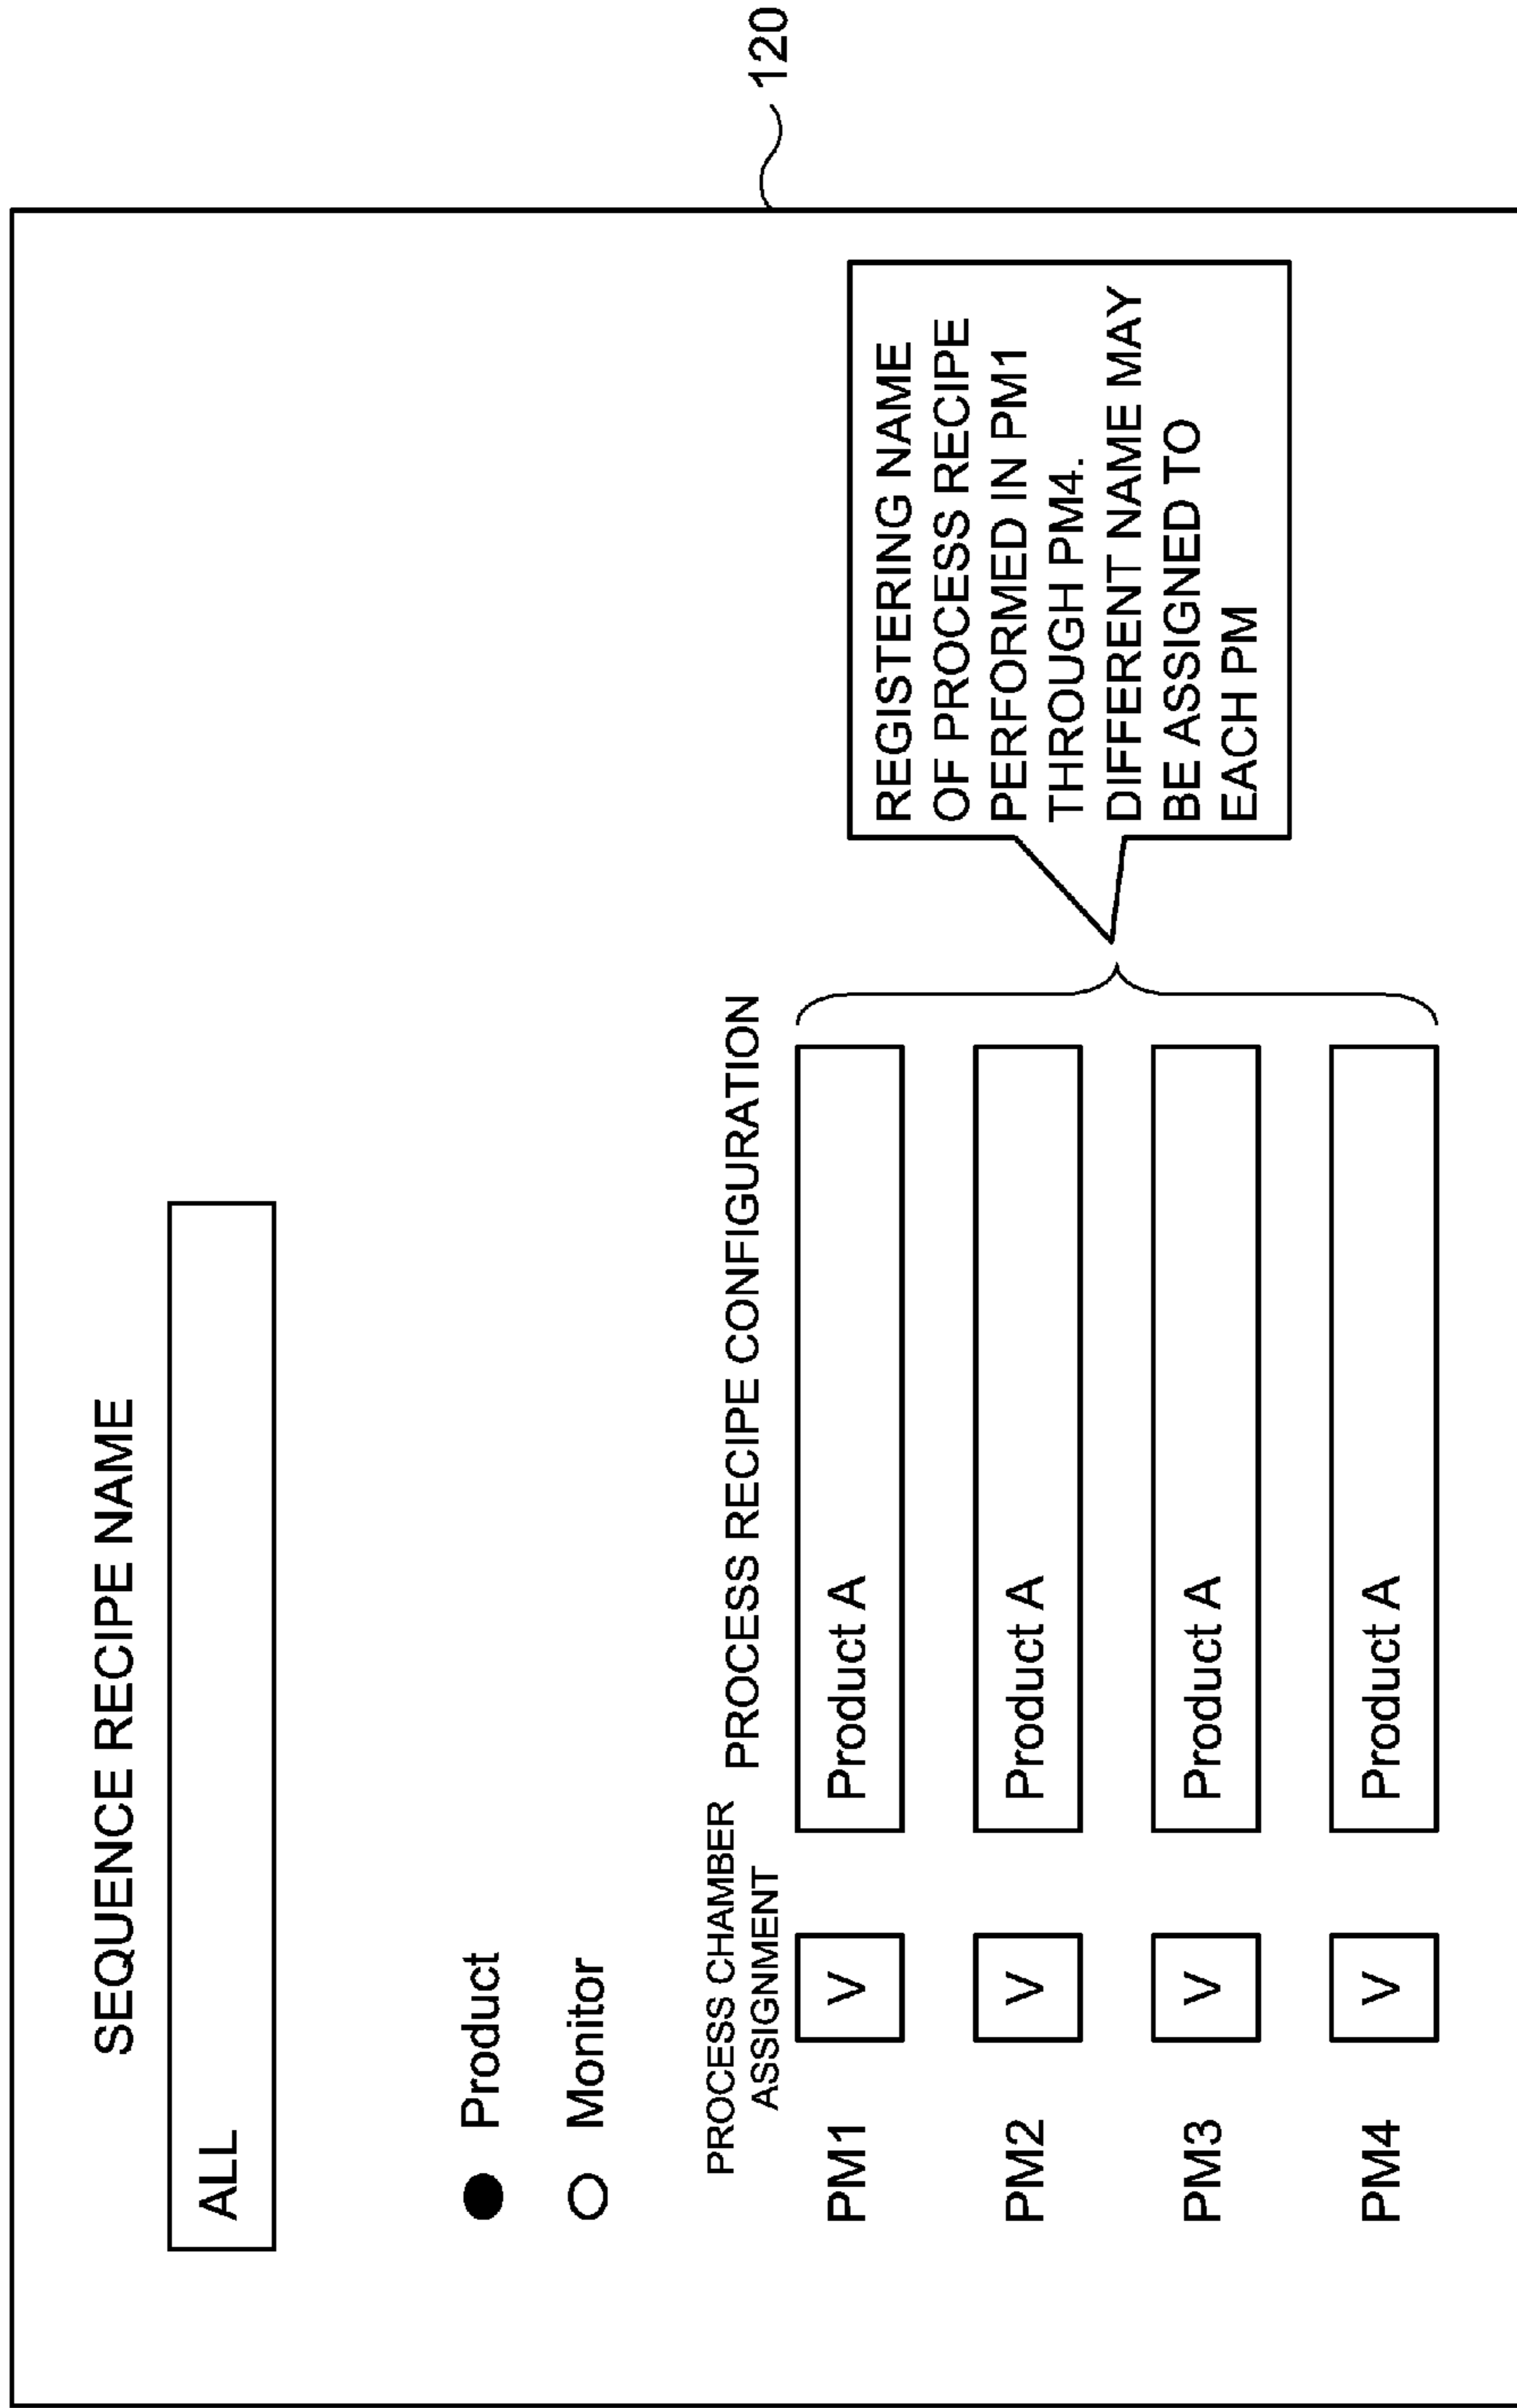 SEQUENCE RECIPE NAME
ALL
Product
Monitor
PROCESS CHAMBER
ASSIGNMENT
PROCESS RECIPE CONFIGURATION
PM1 V Product A
PM2 V Product A
PM3 V Product A
PM4 V Product A
REGISTERING NAME
OF PROCESS RECIPE
PERFORMED IN PM1
THROUGH PM4.
DIFFERENT NAME MAY
BE ASSIGNED TO
EACH PM
120